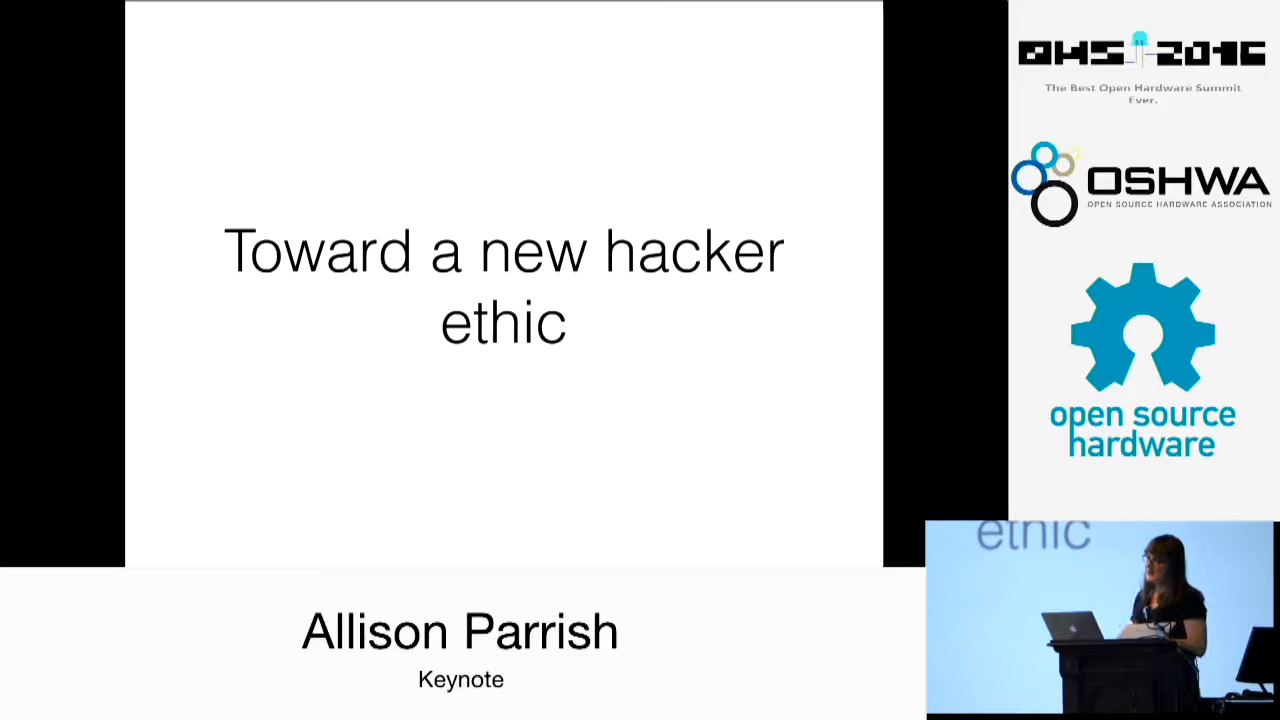 Toward a new hacker
ethic
OHS 2016
The Best Open Hardware Summit
Ever.
OSHWA
OPEN SOURCE HARDWARE ASSOCIATION
open source
hardware
ethic
Allison Parrish
Keynote